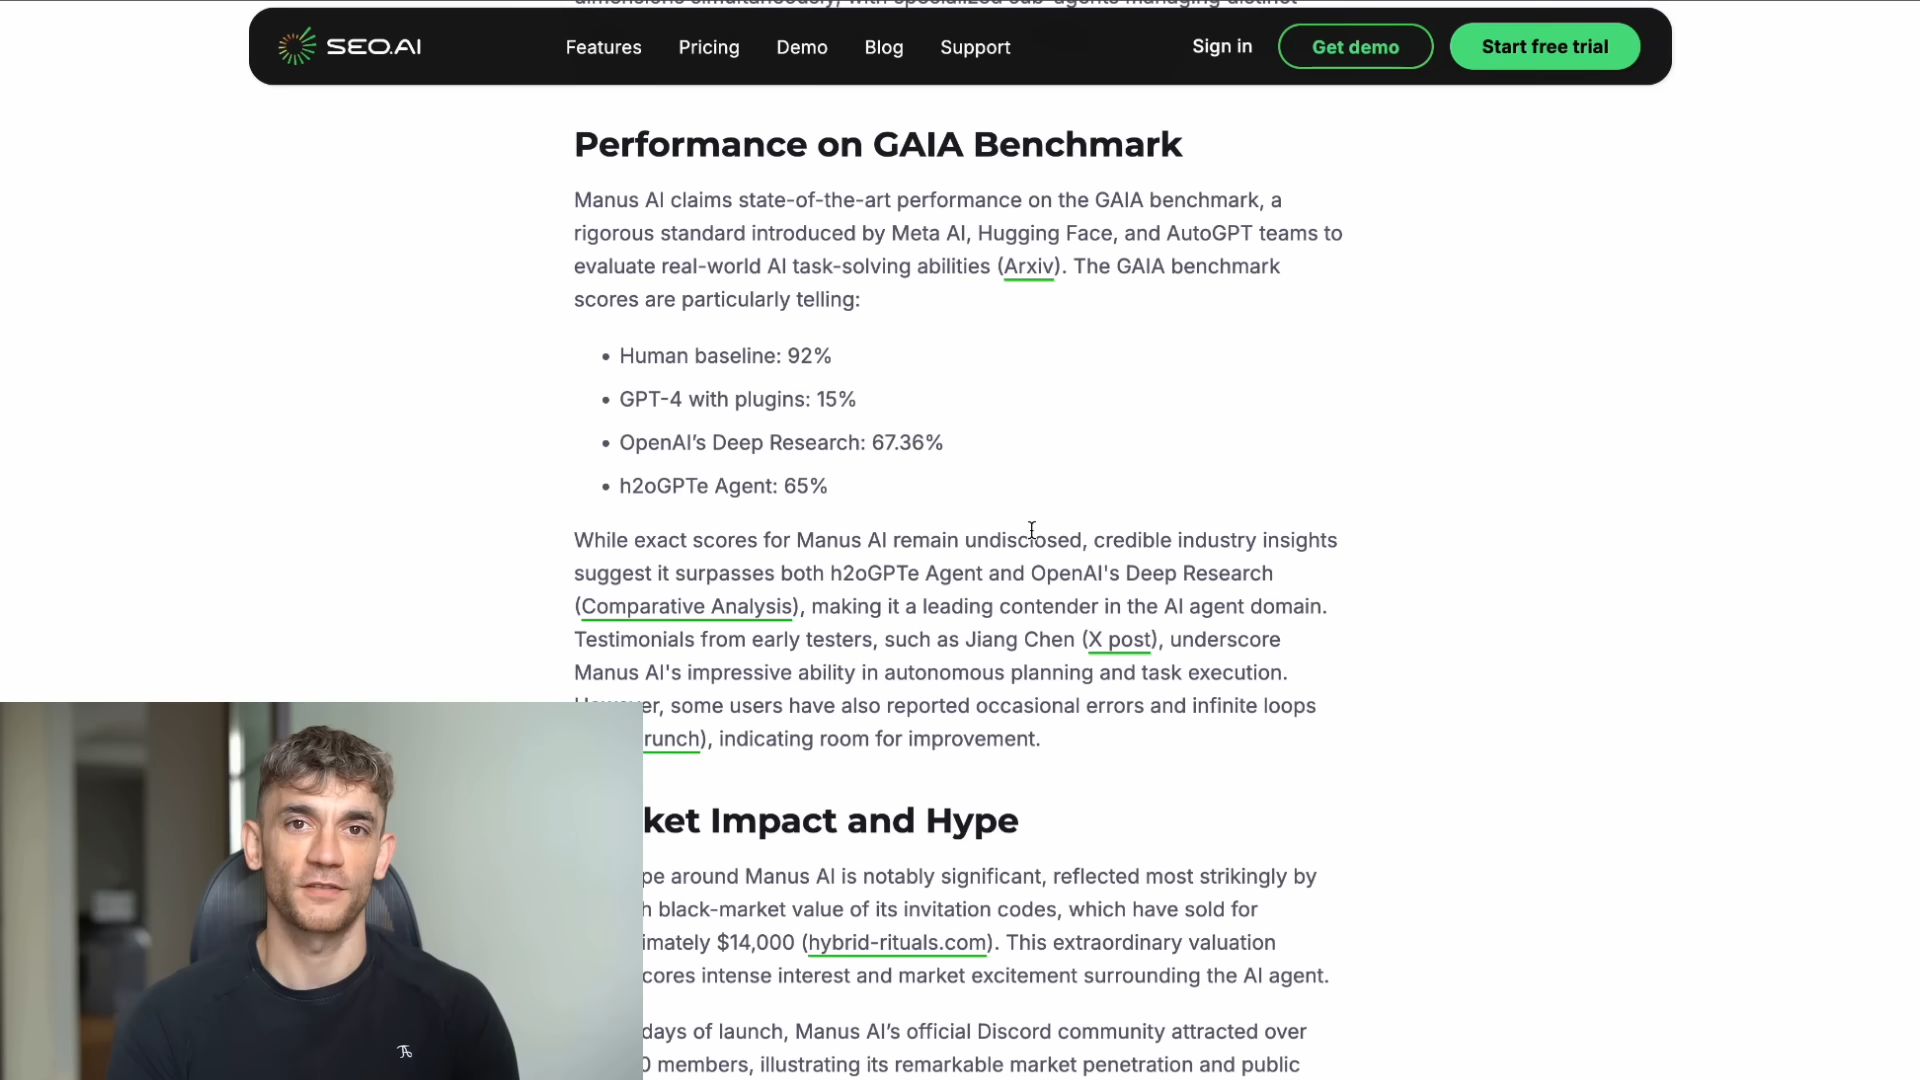 SEO.AI
Features
Pricing
Demo
Blog
Support
Sign in
Get demo
Start free trial
Performance on GAIA Benchmark
Manus AI claims state-of-the-art performance on the GAIA benchmark, a
rigorous standard introduced by Meta AI, Hugging Face, and AutoGPT teams to
evaluate real-world AI task-solving abilities (Arxiv). The GAIA benchmark
scores are particularly telling:
• Human baseline: 92%
• GPT-4 with plugins: 15%
• OpenAI’s Deep Research: 67.36%
• h2oGPTe Agent: 65%
While exact scores for Manus AI remain undisclosed, credible industry insights
suggest it surpasses both h2oGPTe Agent and OpenAI's Deep Research
(Comparative Analysis), making it a leading contender in the AI agent domain.
Testimonials from early testers, such as Jiang Chen (X post), underscore
Manus AI's impressive ability in autonomous planning and task execution.
some users have also reported occasional errors and infinite loops
runch), indicating room for improvement.
ket Impact and Hype
pe around Manus AI is notably significant, reflected most strikingly by
h black-market value of its invitation codes, which have sold for
imately $14,000 (hybrid-rituals.com). This extraordinary valuation
cores intense interest and market excitement surrounding the AI agent.
days of launch, Manus AI’s official Discord community attracted over
0 members, illustrating its remarkable market penetration and public